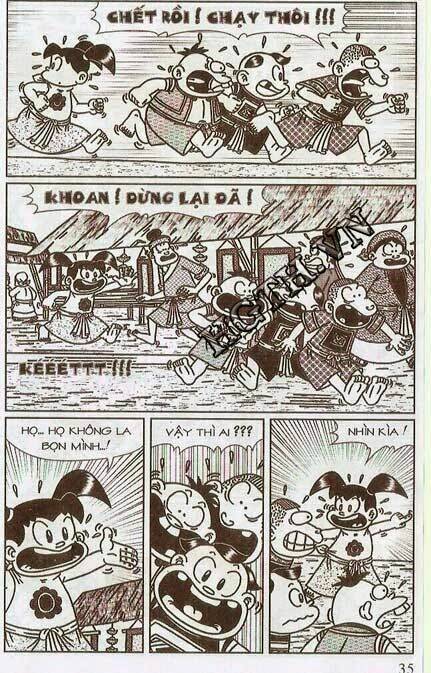 CHẾT RỒI! CHẠY THÔI!!!
KHOAN! DỪNG LẠI ĐÃ!
KÉÉÉTTT!!!
HỌ... HỌ KHÔNG LA
BỌN MÌNH...!
VẬY THÌ AI???
NHÌN KÌA!
35